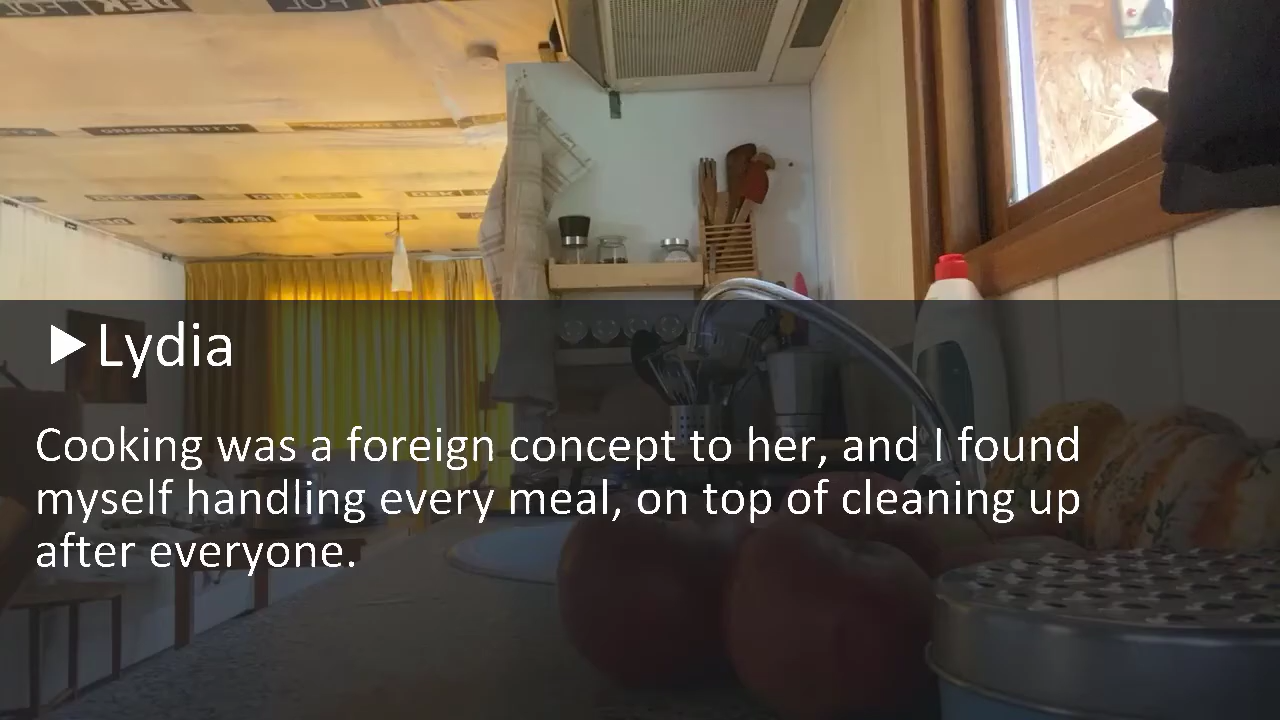 ▶Lydia
Cooking was a foreign concept to her, and I found
myself handling every meal, on top of cleaning up
after everyone.